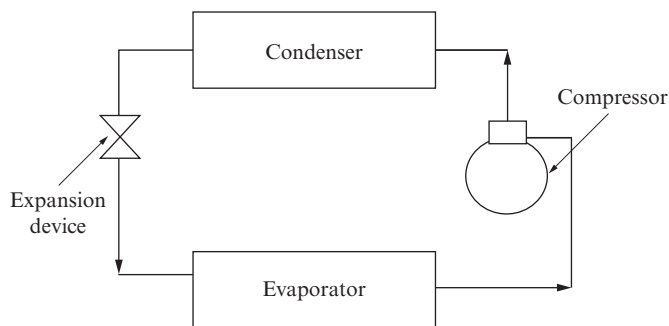 Condenser
Compressor
Expansion
device
Evaporator